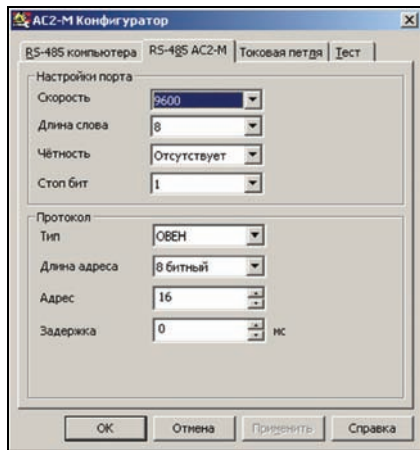 АС2-М Конфигуратор
RS-485 компьютера RS-485 АС2-М Токовая петля Тест
Настройки порта
Скорость 9600
Длина слова 8
Чётность Отсутствует
Стоп бит 1
Протокол
Тип ОВЕН
Длина адреса 8 битный
Адрес 16
Задержка 0 мс
ОК Отмена Применить Справка